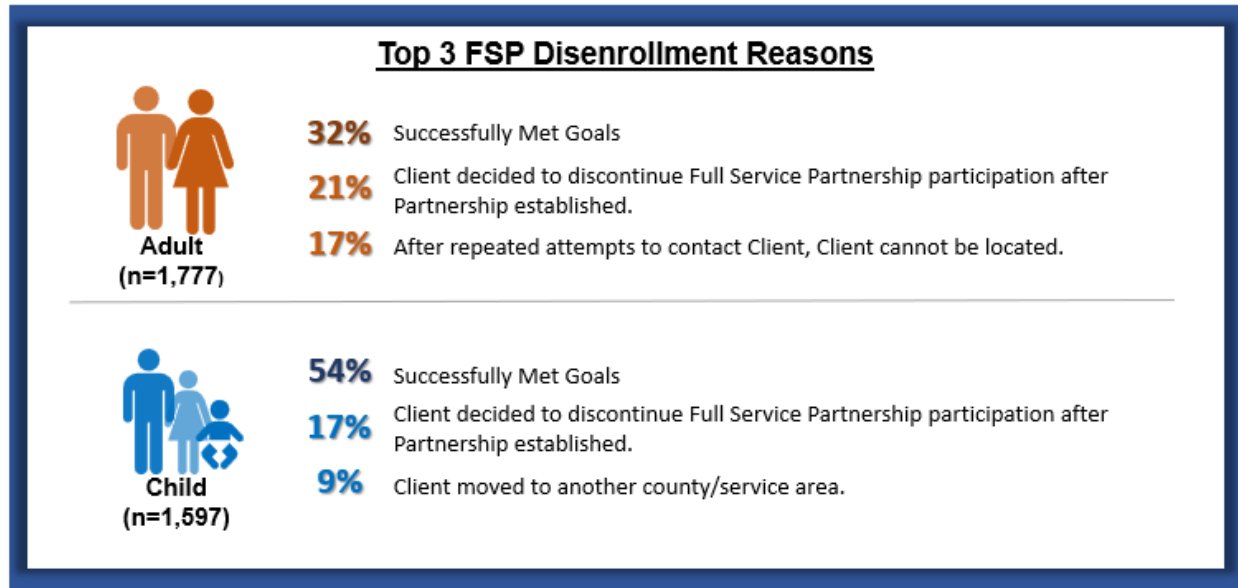 Top 3 FSP Disenrollment Reasons
32% Successfully Met Goals
21% Client decided to discontinue Full Service Partnership participation after
Partnership established.
17% After repeated attempts to contact Client, Client cannot be located.
Adult
(n=1,777)
54% Successfully Met Goals
17% Client decided to discontinue Full Service Partnership participation after
Partnership established.
9% Client moved to another county/service area.
Child
(n=1,597)